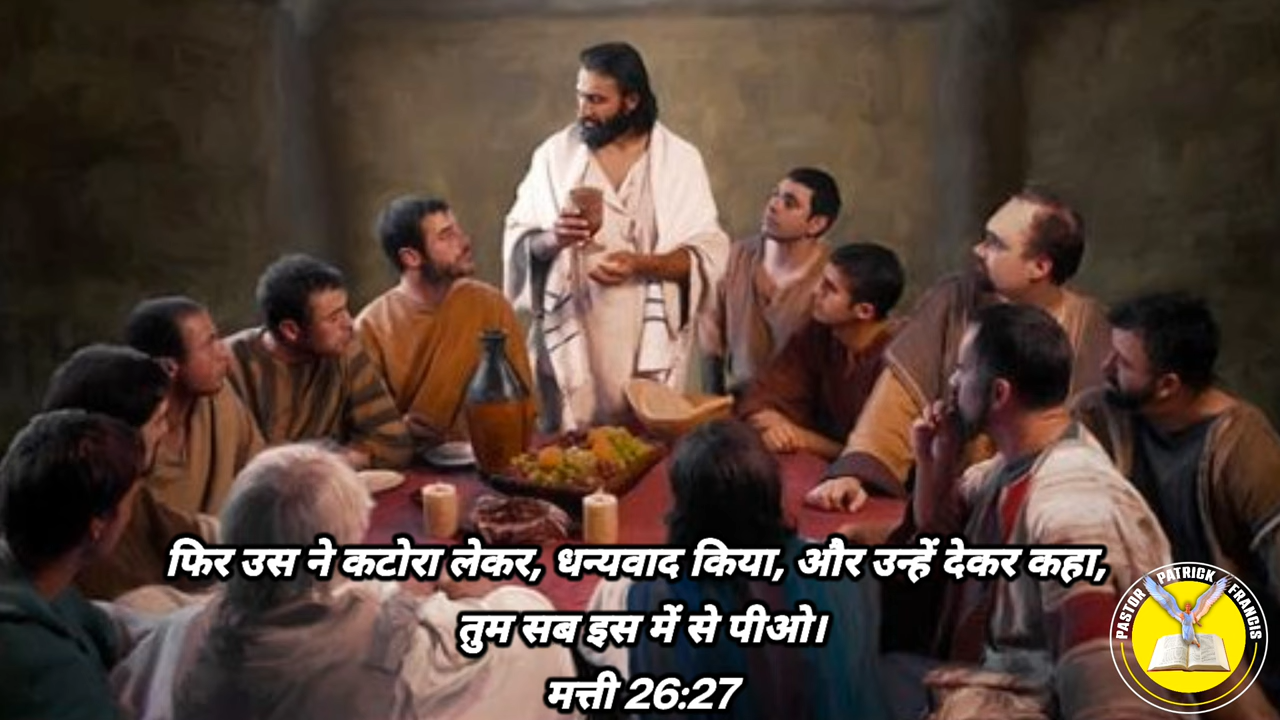 फिर उस ने कटोरा लेकर, धन्यवाद किया, और उन्हें देकर कहा,
तुम सब इस में से पीओ।
मत्ती 26:27
PASTOR PATRICK FRANCIS